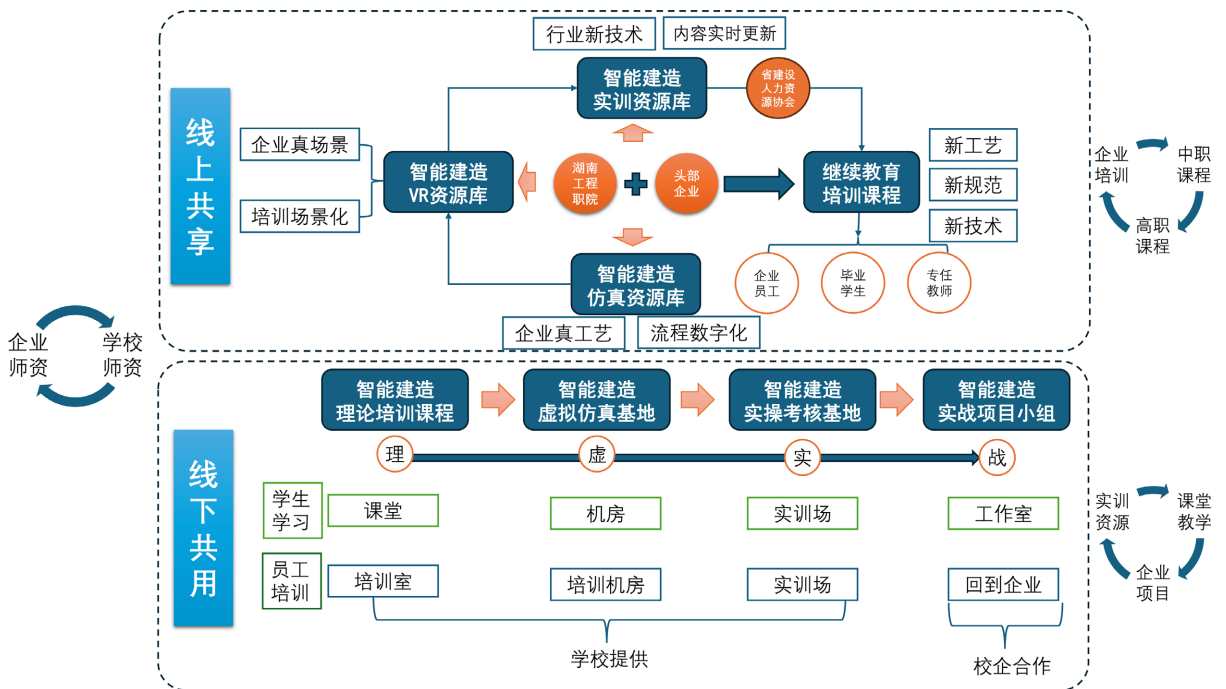 行业新技术
内容实时更新
智能建造
实训资源库
省建设
人力资
源协会
线
上
共
享
企业真场景
培训场景化
智能建造
VR资源库
湖南
工程
职院
头部
企业
继续教育
培训课程
新工艺
新规范
新技术
企业
培训
中职
课程
高职
课程
智能建造
仿真资源库
企业真工艺
流程数字化
企业
员工
毕业
学生
专任
教师
企业
师资
学校
师资
线
下
共
用
智能建造
理论培训课程
智能建造
虚拟仿真基地
智能建造
实操考核基地
智能建造
实战项目小组
理
虚
实
战
学生
学习
课堂
机房
实训场
工作室
员工
培训
培训室
培训机房
实训场
回到企业
学校提供
校企合作
实训
资源
课堂
教学
企业
项目